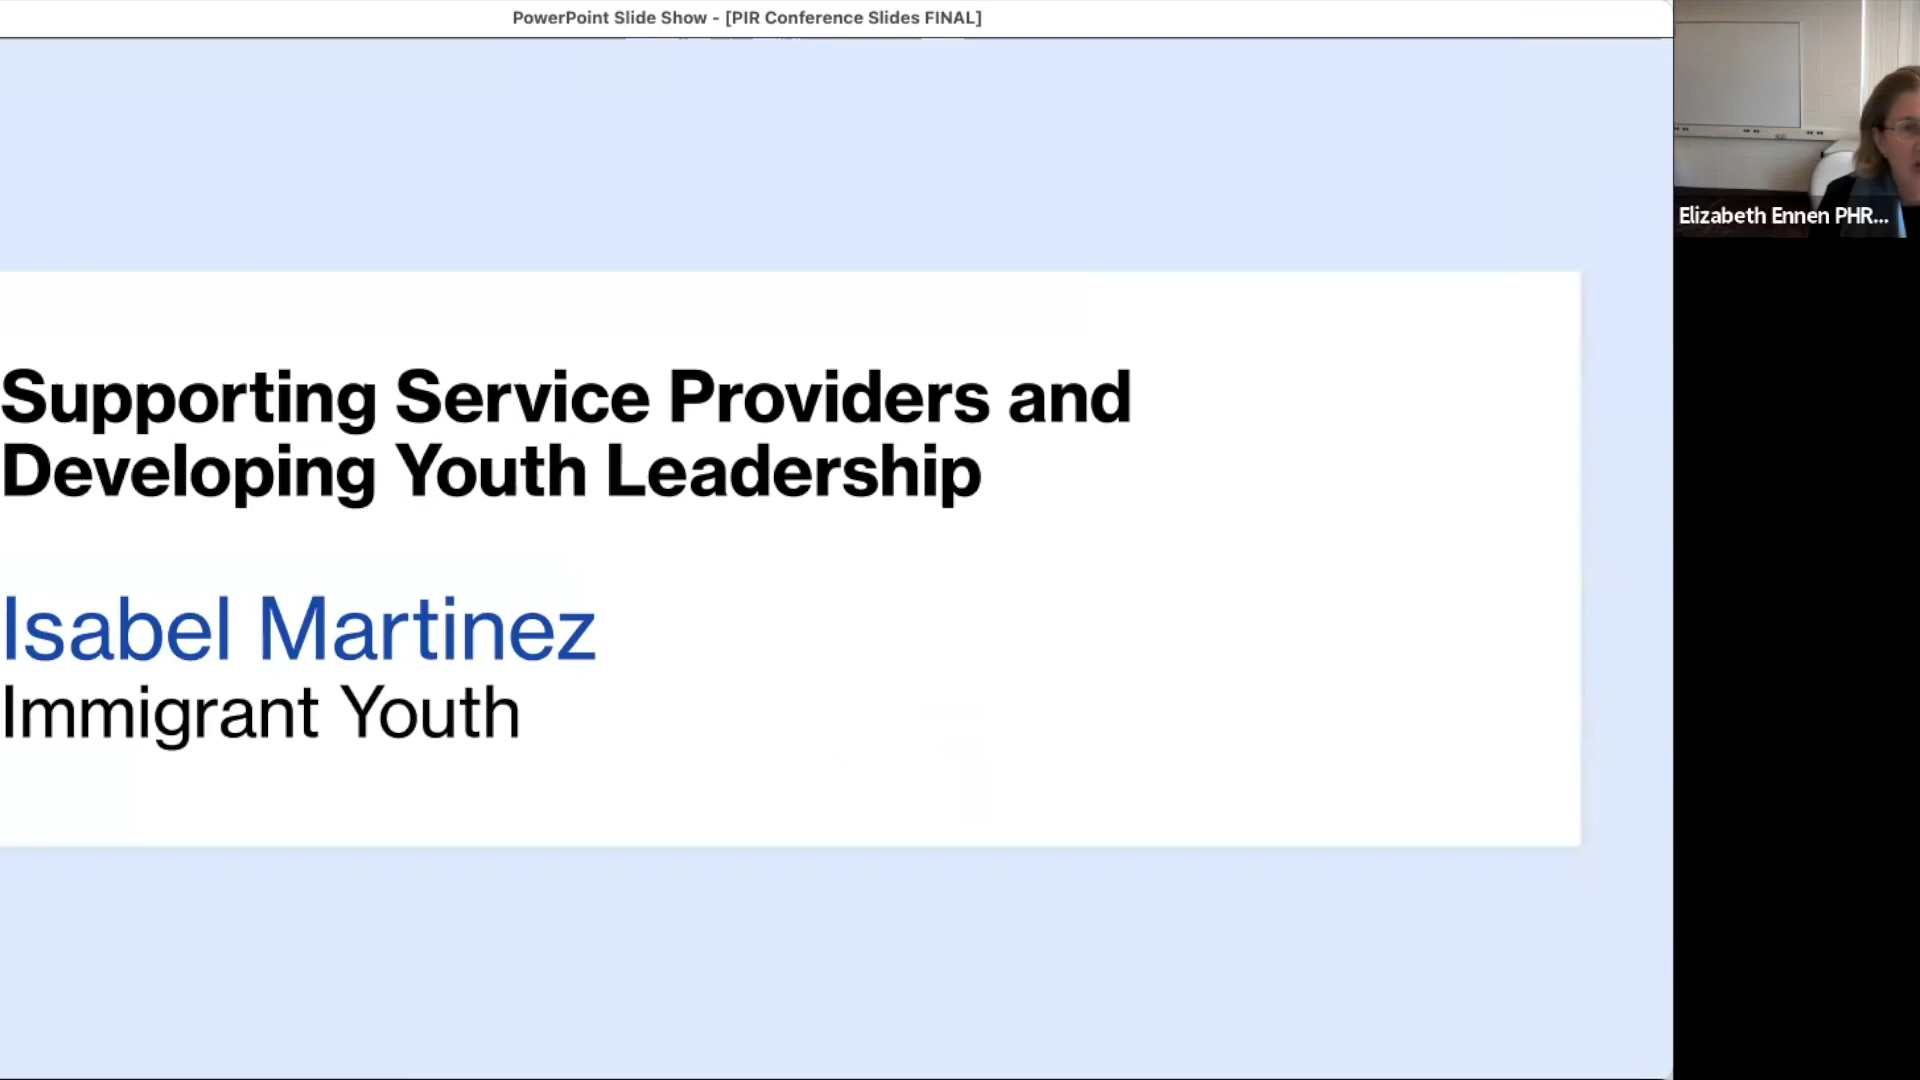 PowerPoint Slide Show - [PIR Conference Slides FINAL]
Elizabeth Ennen PHR...
Supporting Service Providers and
Developing Youth Leadership
Isabel Martinez
Immigrant Youth